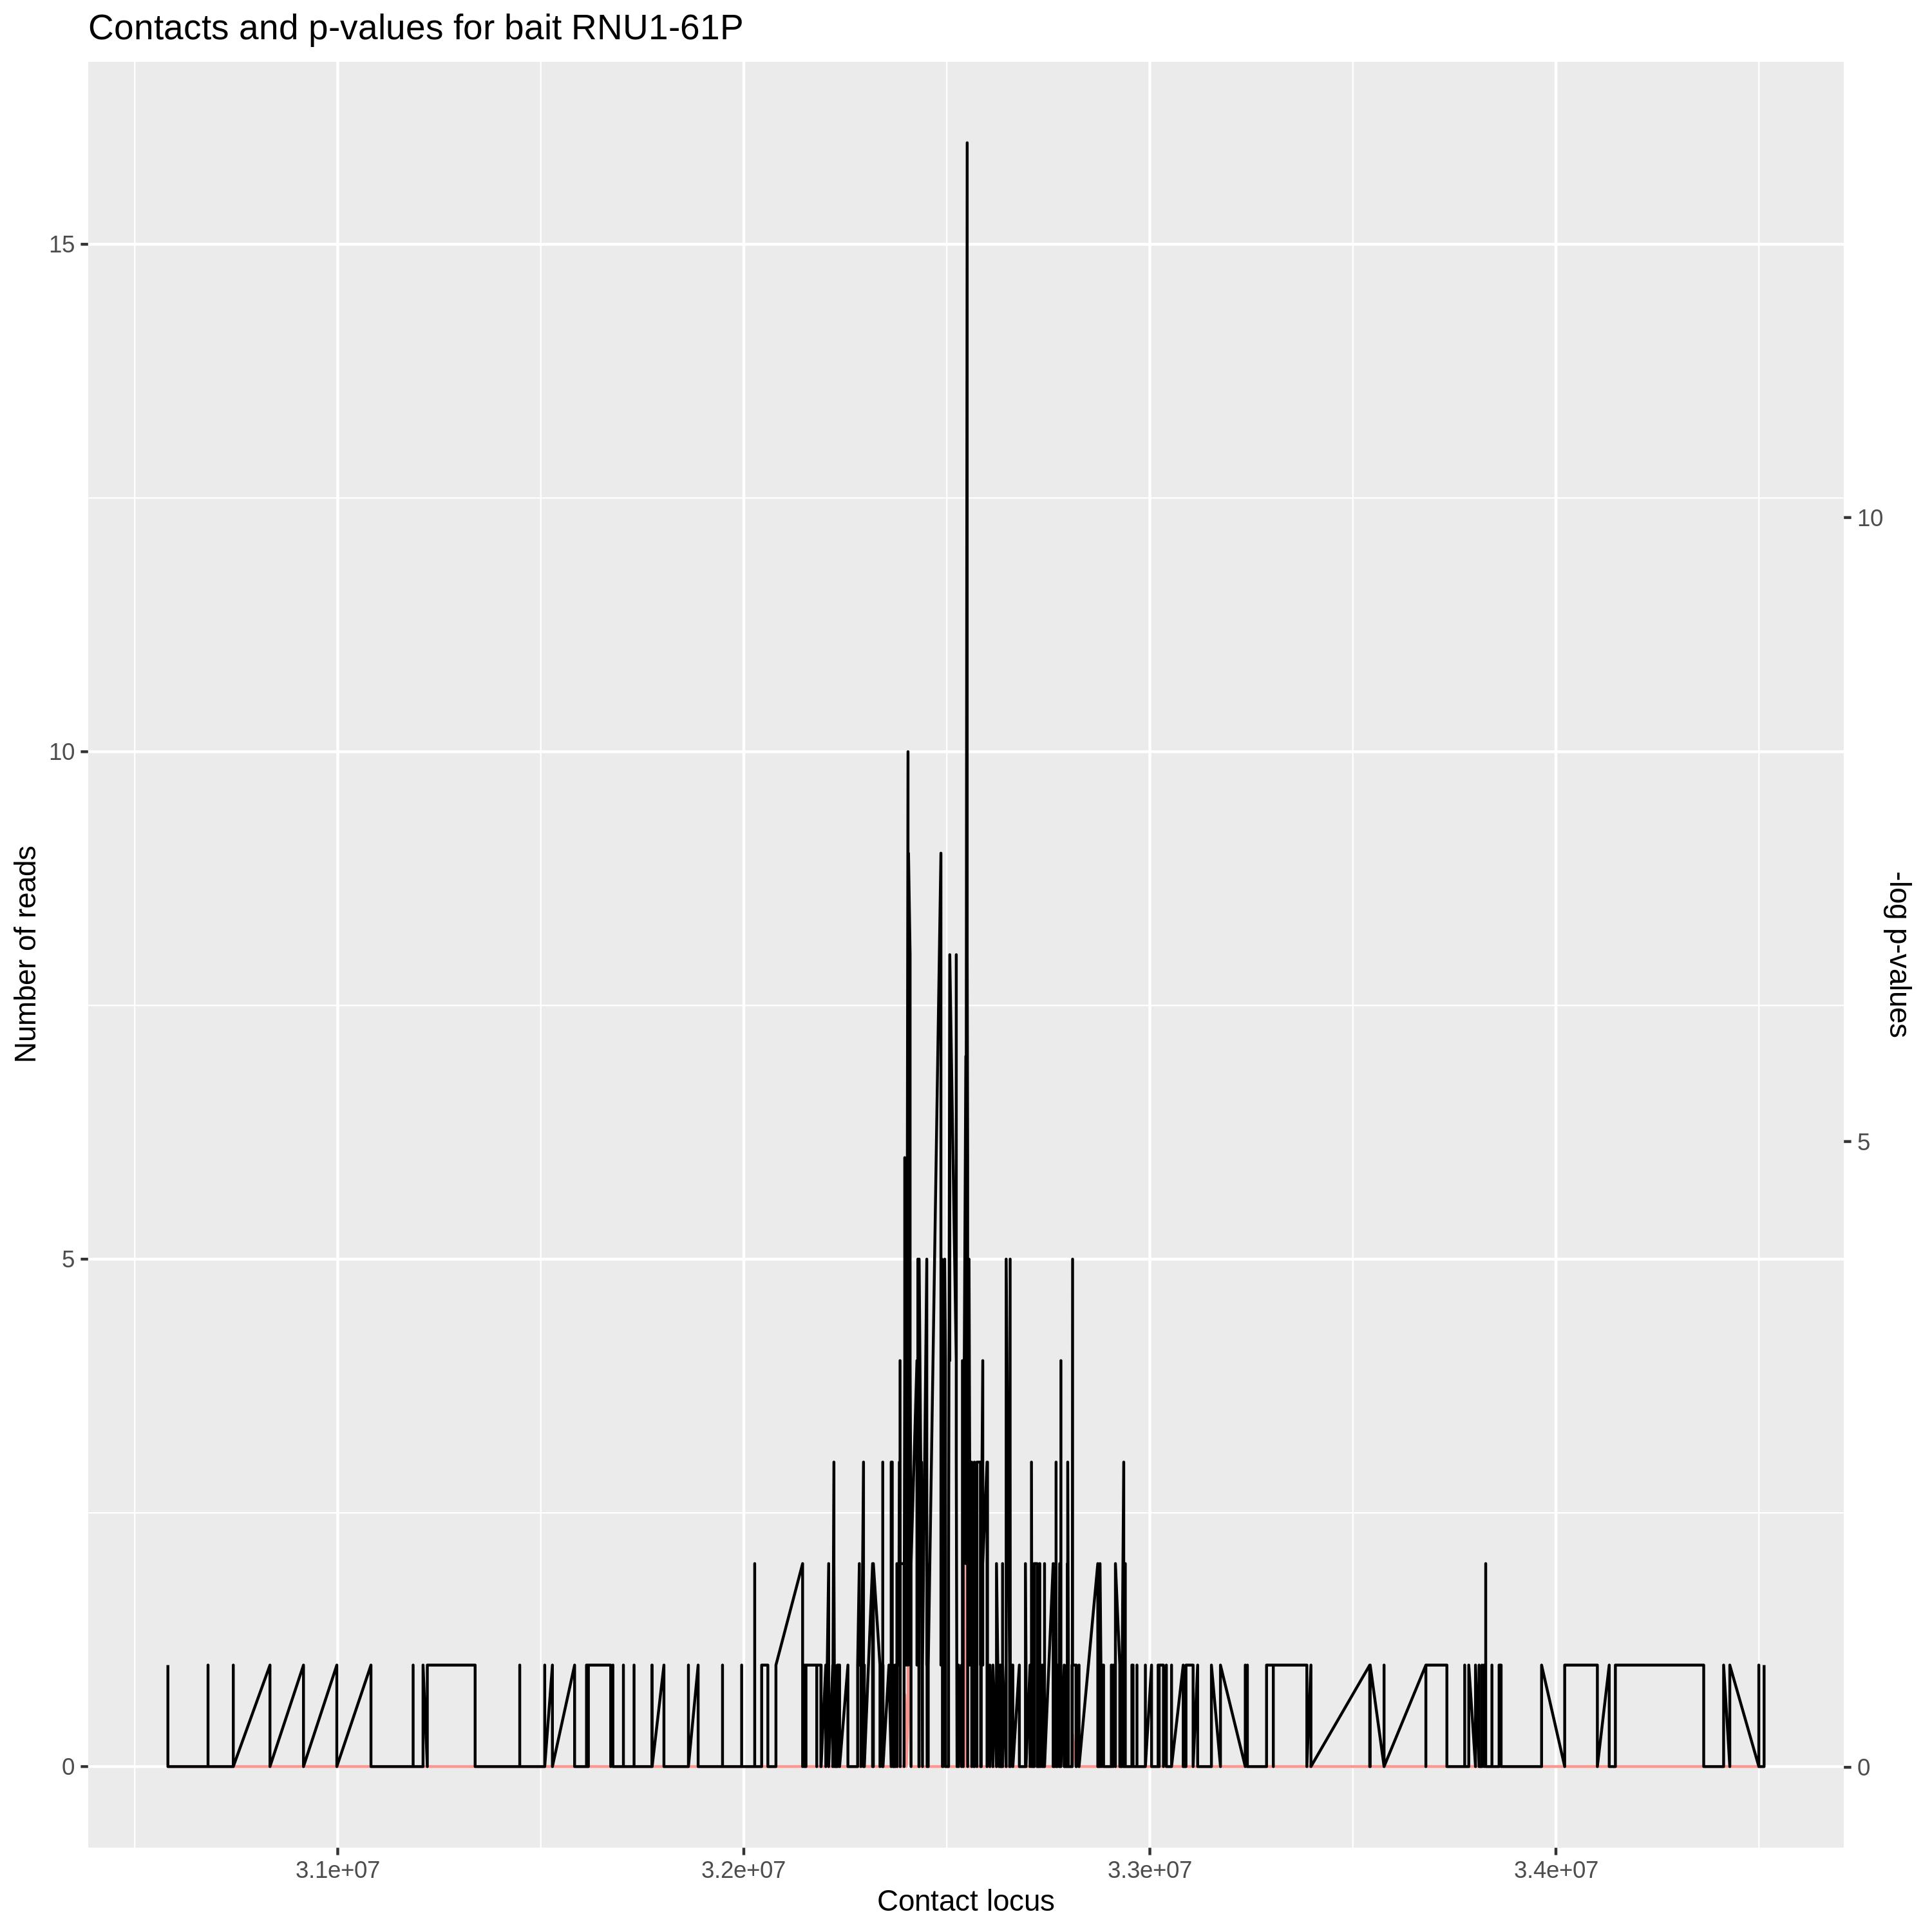 Contacts and p-values for bait RNU1-61P
15
10
5
0
Number of reads
10
5
0
-log p-values
3.1e+07
3.2e+07
3.3e+07
3.4e+07
Contact locus